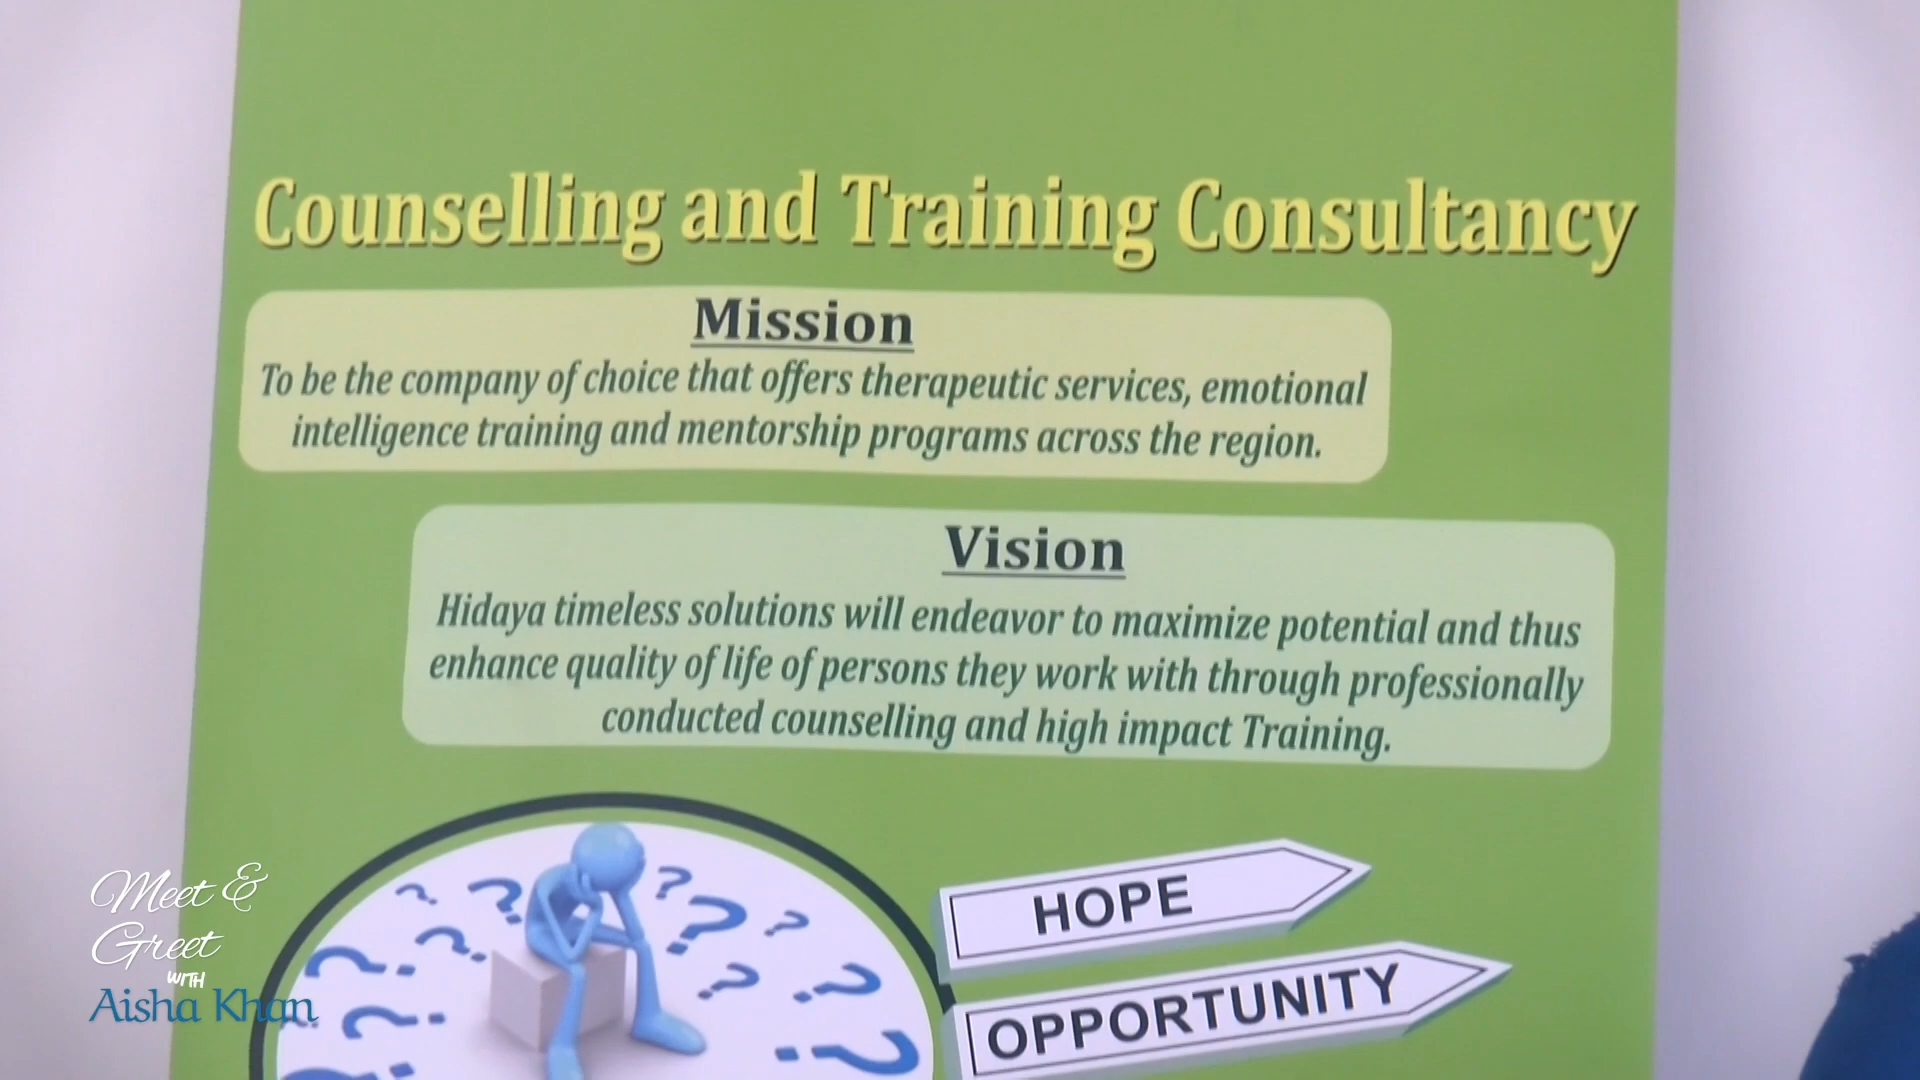 Counselling and Training Consultancy
Mission
To be the company of choice that offers therapeutic services, emotional
intelligence training and mentorship programs across the region.
Vision
Hidaya timeless solutions will endeavor to maximize potential and thus
enhance quality of life of persons they work with through professionally
conducted counselling and high impact Training.
HOPE
OPPORTUNITY
Meet &
Greet
WITH
Aisha Khan